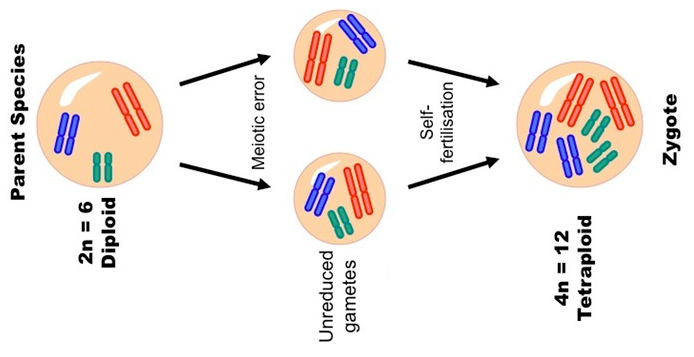 Parent Species
2n = 6
Diploid
Meiotic error
Unreduced
gametes
Self-
fertilisation
Zygote
4n = 12
Tetraploid